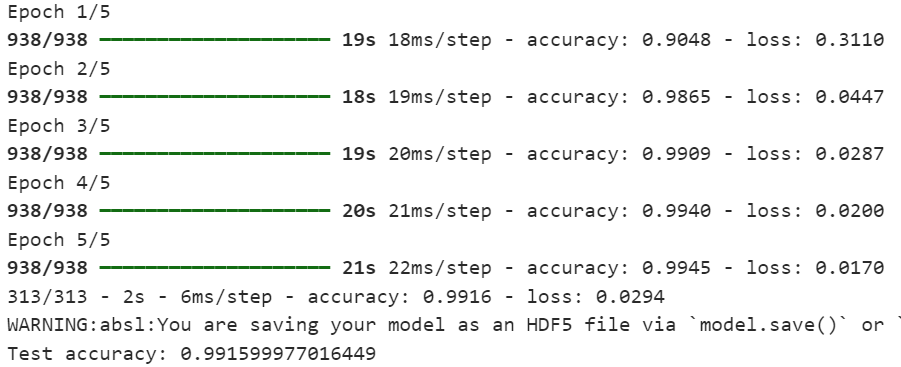 Epoch 1/5
938/938 ━━━━━━━━━━━━━━━━━━━━ 19s 18ms/step - accuracy: 0.9048 - loss: 0.3110
Epoch 2/5
938/938 ━━━━━━━━━━━━━━━━━━━━ 18s 19ms/step - accuracy: 0.9865 - loss: 0.0447
Epoch 3/5
938/938 ━━━━━━━━━━━━━━━━━━━━ 19s 20ms/step - accuracy: 0.9909 - loss: 0.0287
Epoch 4/5
938/938 ━━━━━━━━━━━━━━━━━━━━ 20s 21ms/step - accuracy: 0.9940 - loss: 0.0200
Epoch 5/5
938/938 ━━━━━━━━━━━━━━━━━━━━ 21s 22ms/step - accuracy: 0.9945 - loss: 0.0170
313/313 - 2s - 6ms/step - accuracy: 0.9916 - loss: 0.0294
WARNING:absl:You are saving your model as an HDF5 file via `model.save()` or `
Test accuracy: 0.991599977016449